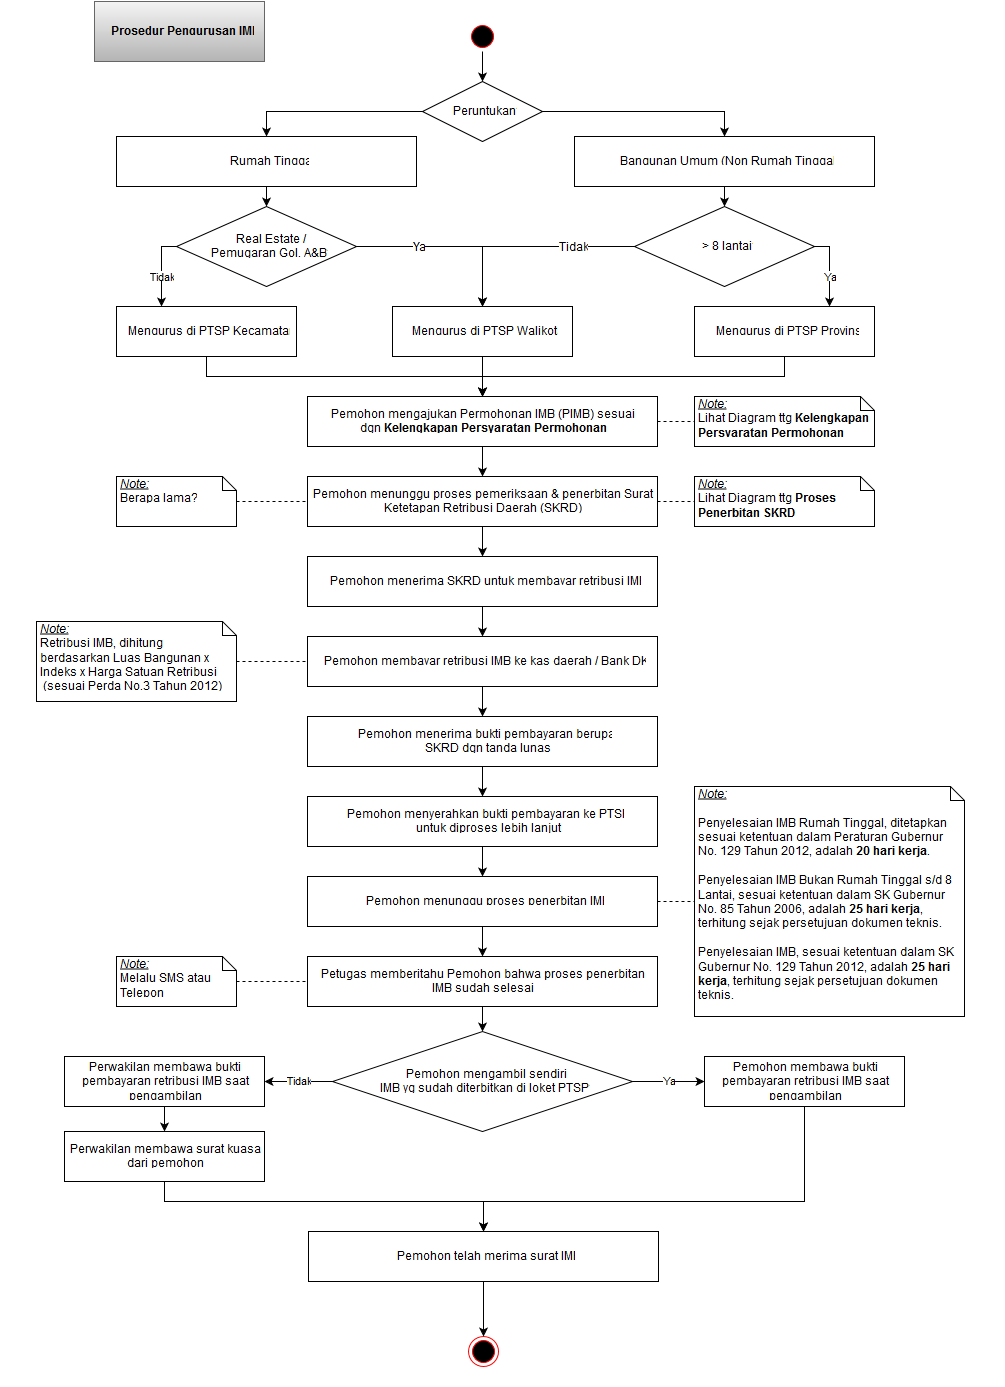 Prosedur Pengurusan IMB
Peruntukan
Rumah Tingga
Bangunan Umum (Non Rumah Tinggal
Real Estate /
Pemugaran Gol. A&B
> 8 lantai
Ya
Tidak
Tidak
Ya
Mengurus di PTSP Kecamata
Mengurus di PTSP Walikot
Mengurus di PTSP Provins
Pemohon mengajukan Permohonan IMB (PIMB) sesuai
dgn Kelengkapan Persyaratan Permohonan
Note:
Lihat Diagram ttg Kelengkapan
Persyaratan Permohonan
Note:
Berapa lama?
Pemohon menunggu proses pemeriksaan & penerbitan Surat
Ketetapan Retribusi Daerah (SKRD)
Note:
Lihat Diagram ttg Proses
Penerbitan SKRD
Pemohon menerima SKRD untuk membayar retribusi IMB
Note:
Retribusi IMB, dihitung
berdasarkan Luas Bangunan x
Indeks x Harga Satuan Retribusi
(sesuai Perda No.3 Tahun 2012)
Pemohon membayar retribusi IMB ke kas daerah / Bank DK
Pemohon menerima bukti pembayaran berupa
SKRD dgn tanda lunas
Pemohon menyerahkan bukti pembayaran ke PTSP
untuk diproses lebih lanjut
Note:
Penyelesaian IMB Rumah Tinggal, ditetapkan
sesuai ketentuan dalam Peraturan Gubernur
No. 129 Tahun 2012, adalah 20 hari kerja.
Penyelesaian IMB Bukan Rumah Tinggal s/d 8
Lantai, sesuai ketentuan dalam SK Gubernur
No. 85 Tahun 2006, adalah 25 hari kerja,
terhitung sejak persetujuan dokumen teknis.
Penyelesaian IMB, sesuai ketentuan dalam SK
Gubernur No. 129 Tahun 2012, adalah 25 hari
kerja, terhitung sejak persetujuan dokumen
teknis.
Pemohon menunggu proses penerbitan IMB
Note:
Melalu SMS atau
Telepon
Petugas memberitahu Pemohon bahwa proses penerbitan
IMB sudah selesai
Pemohon mengambil sendiri
IMB yg sudah diterbitkan di loket PTSP
Tidak
Ya
Perwakilan membawa bukti
pembayaran retribusi IMB saat
pengambilan
Pemohon membawa bukti
pembayaran retribusi IMB saat
pengambilan
Perwakilan membawa surat kuasa
dari pemohon
Pemohon telah merima surat IMB